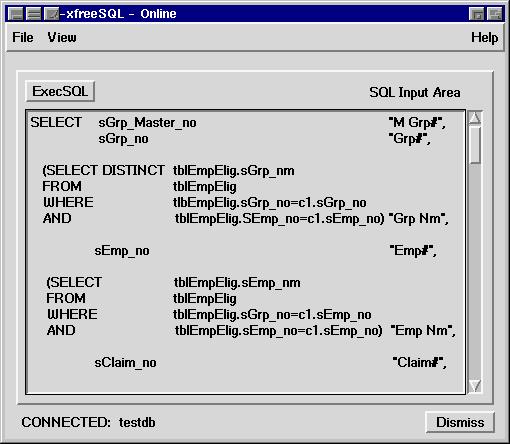 -xfreeSQL - Online
File View Help
ExecSQL SQL Input Area
SELECT sGrp_Master_no "M Grp#",
sGrp_no "Grp#",
(SELECT DISTINCT tblEmpElig.sGrp_nm
FROM tblEmpElig
WHERE tlbEmpElig.sGrp_no=c1.sGrp_no
AND tblEmpElig.SEmp_no=c1.sEmp_no) "Grp Nm",
sEmp_no "Emp#",
(SELECT tblEmpElig.sEmp_nm
FROM tblEmpElig
WHERE tblEmpElig.sGrp_no=c1.sEmp_no
AND tblEmpElig.sEmp_no=c1.sEmp_no) "Emp Nm",
sClaim_no "Claim#",
CONNECTED: testdb Dismiss